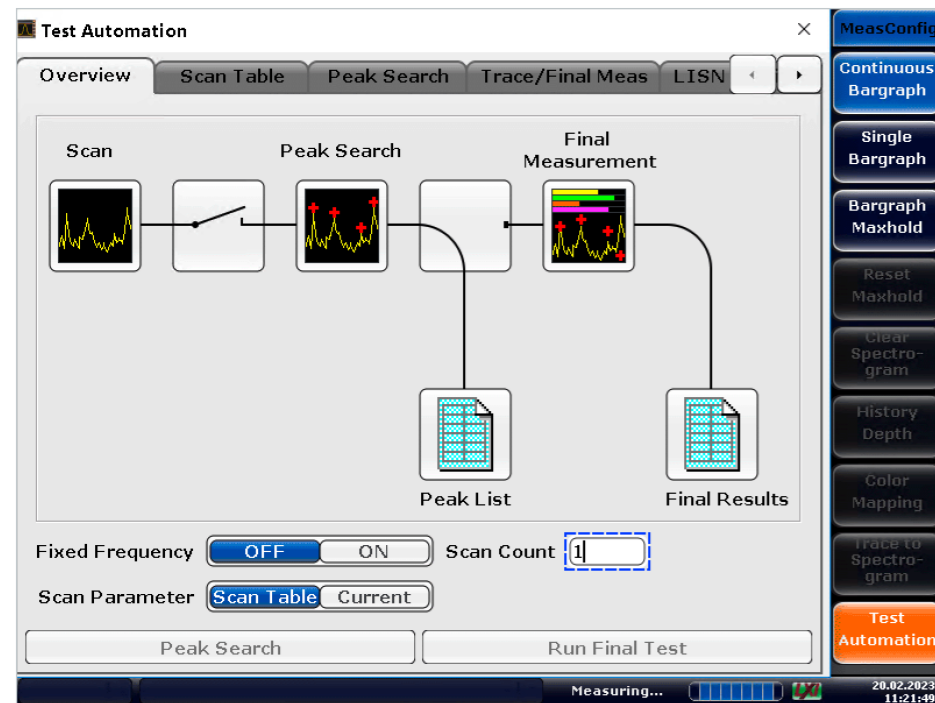 Test Automation
Overview
Scan Table
Peak Search
Trace/Final Meas
LISN
Scan
Peak Search
Final
Measurement
Peak List
Final Results
Fixed Frequency
OFF
ON
Scan Count
1
Scan Parameter
Scan Table
Current
Peak Search
Run Final Test
MeasConfig
Continuous
Bargraph
Single
Bargraph
Bargraph
Maxhold
Reset
Maxhold
Clear
Spectro-
gram
History
Depth
Color
Mapping
Trace to
Spectro-
gram
Test
Automation
Measuring...
LXI
20.02.2023
11:21:49